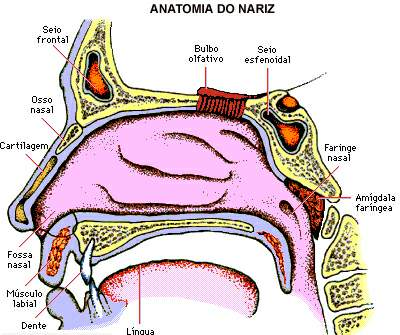 ANATOMIA DO NARIZ
Seio
frontal
Bulbo
olfativo
Seio
esfenoidal
Osso
nasal
Cartilagem
Faringe
nasal
Amígdala
faríngea
Fossa
nasal
Músculo
labial
Dente
Língua